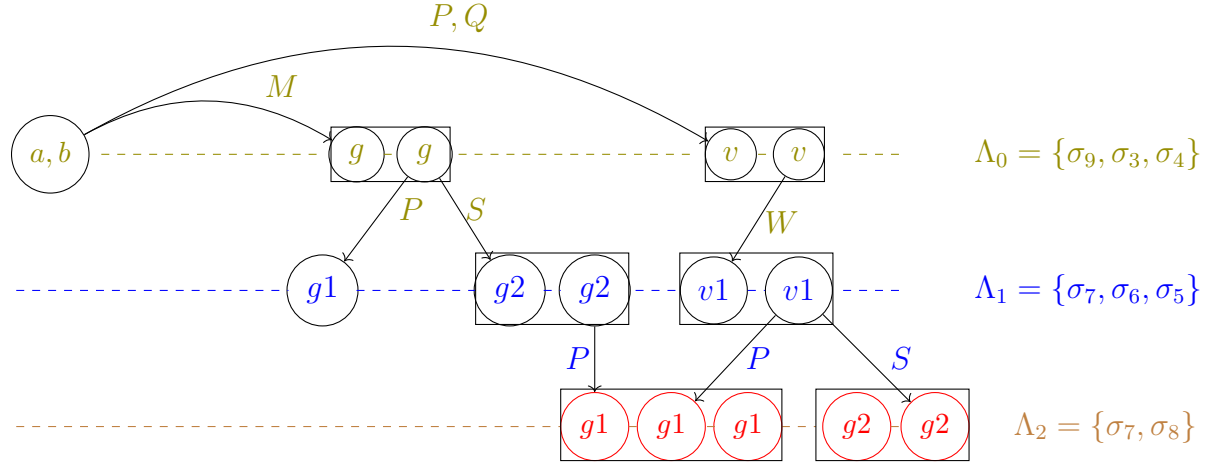 P, Q
M
a, b g g v v Λ₀ = {σ₉, σ₃, σ₄}
P S W
g1 g2 g2 v1 v1 Λ₁ = {σ₇, σ₆, σ₅}
P P S
g1 g1 g1 g2 g2 Λ₂ = {σ₇, σ₈}